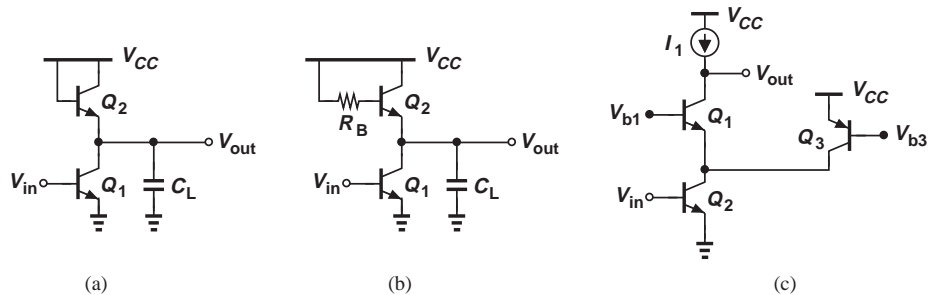 V_CC
Q_2
V_out
V_in
Q_1
C_L
(a)
V_CC
R_B
Q_2
V_out
V_in
Q_1
C_L
(b)
V_CC
I_1
V_out
V_b1
Q_1
V_CC
Q_3
V_b3
V_in
Q_2
(c)